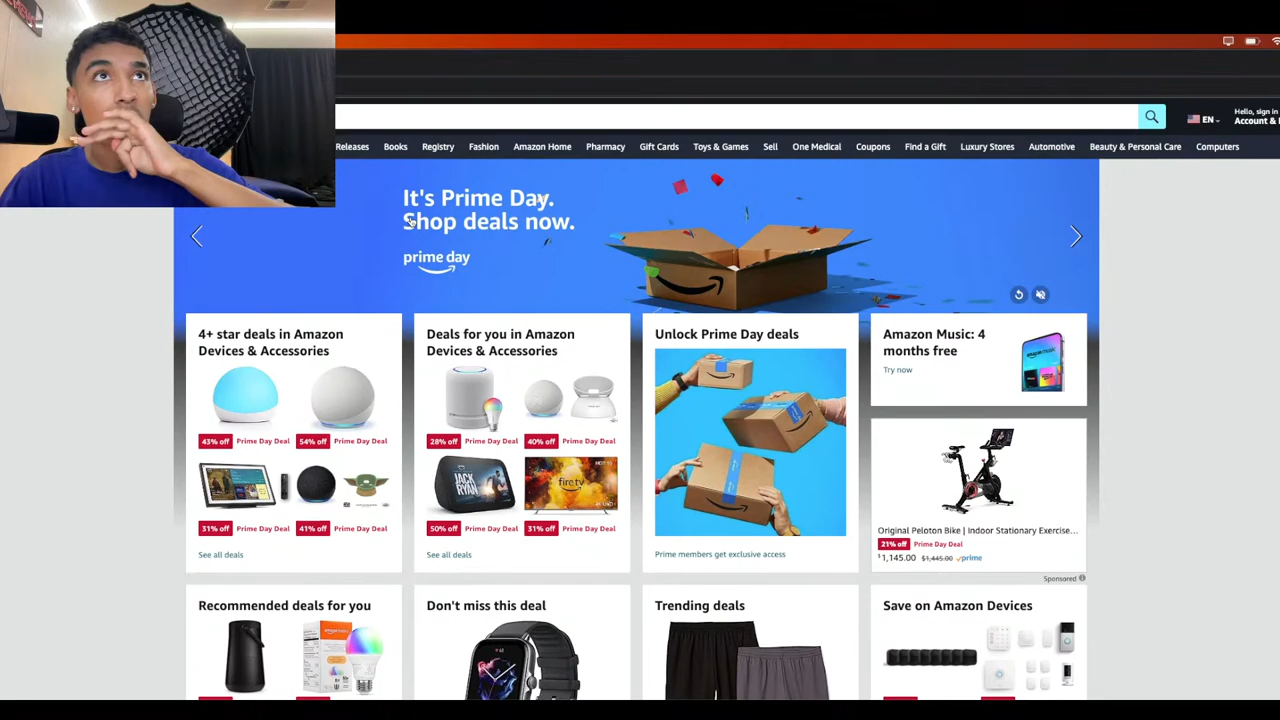 EN
Hello, sign in
Account &
Releases
Books
Registry
Fashion
Amazon Home
Pharmacy
Gift Cards
Toys & Games
Sell
One Medical
Coupons
Find a Gift
Luxury Stores
Automotive
Beauty & Personal Care
Computers
It's Prime Day.
Shop deals now.
prime day
4+ star deals in Amazon
Devices & Accessories
43% off Prime Day Deal
54% off Prime Day Deal
31% off Prime Day Deal
41% off Prime Day Deal
See all deals
Deals for you in Amazon
Devices & Accessories
28% off Prime Day Deal
40% off Prime Day Deal
JACK
RYAN
fire tv
50% off Prime Day Deal
31% off Prime Day Deal
See all deals
Unlock Prime Day deals
Prime members get exclusive access
Amazon Music: 4
months free
Try now
amazon music
Original Peloton Bike | Indoor Stationary Exercise...
21% off Prime Day Deal
$1,145.00 $1,445.00 prime
Sponsored
Recommended deals for you
Don't miss this deal
Trending deals
Save on Amazon Devices